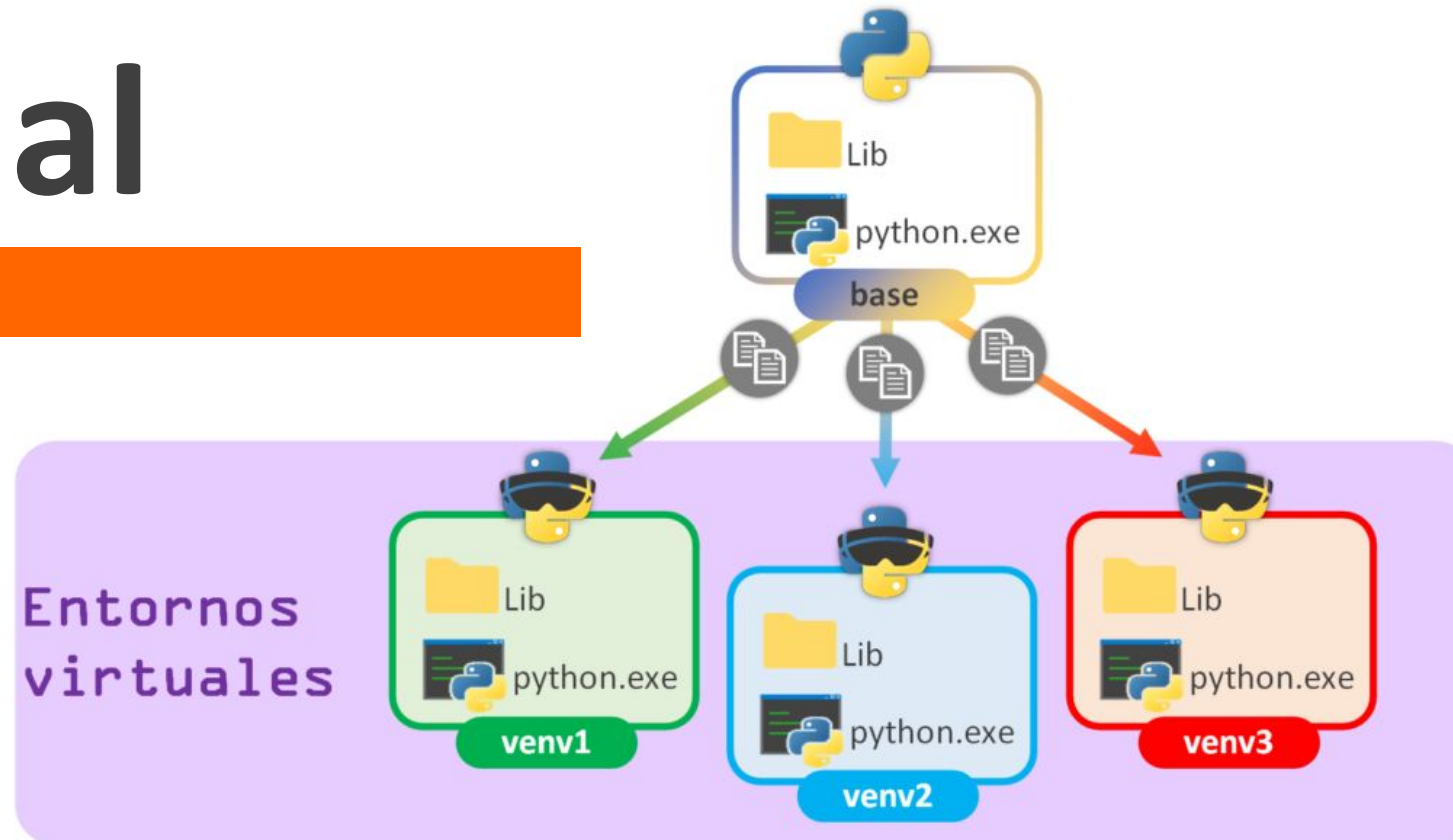 al
Lib
python.exe
base
Entornos
virtuales
Lib
python.exe
venv1
Lib
python.exe
venv2
Lib
python.exe
venv3